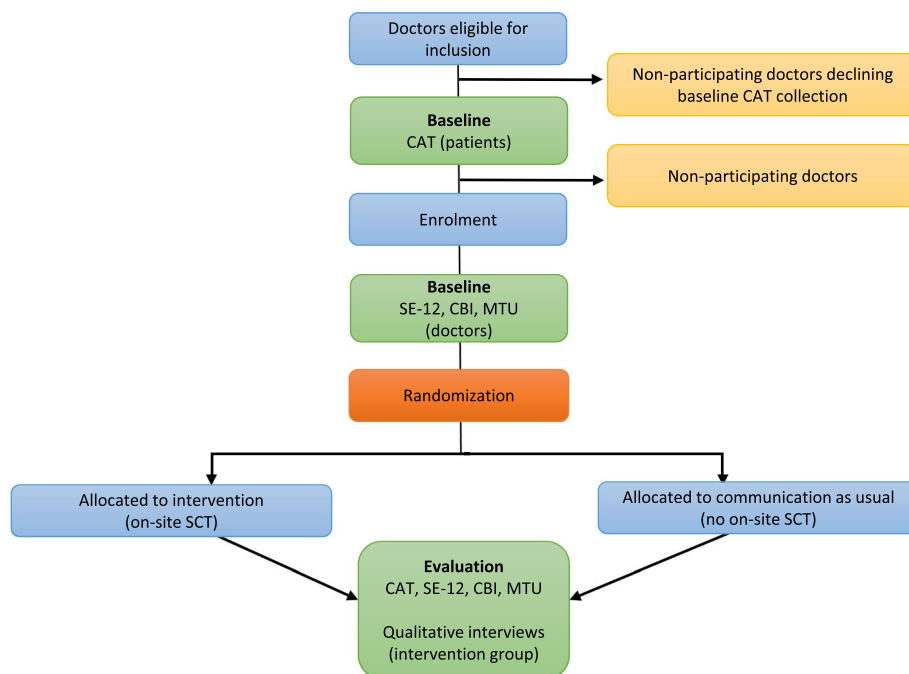 Doctors eligible for
inclusion
Non-participating doctors declining
baseline CAT collection
Baseline
CAT (patients)
Non-participating doctors
Enrolment
Baseline
SE-12, CBI, MTU
(doctors)
Randomization
Allocated to intervention
(on-site SCT)
Allocated to communication as usual
(no on-site SCT)
Evaluation
CAT, SE-12, CBI, MTU
Qualitative interviews
(intervention group)